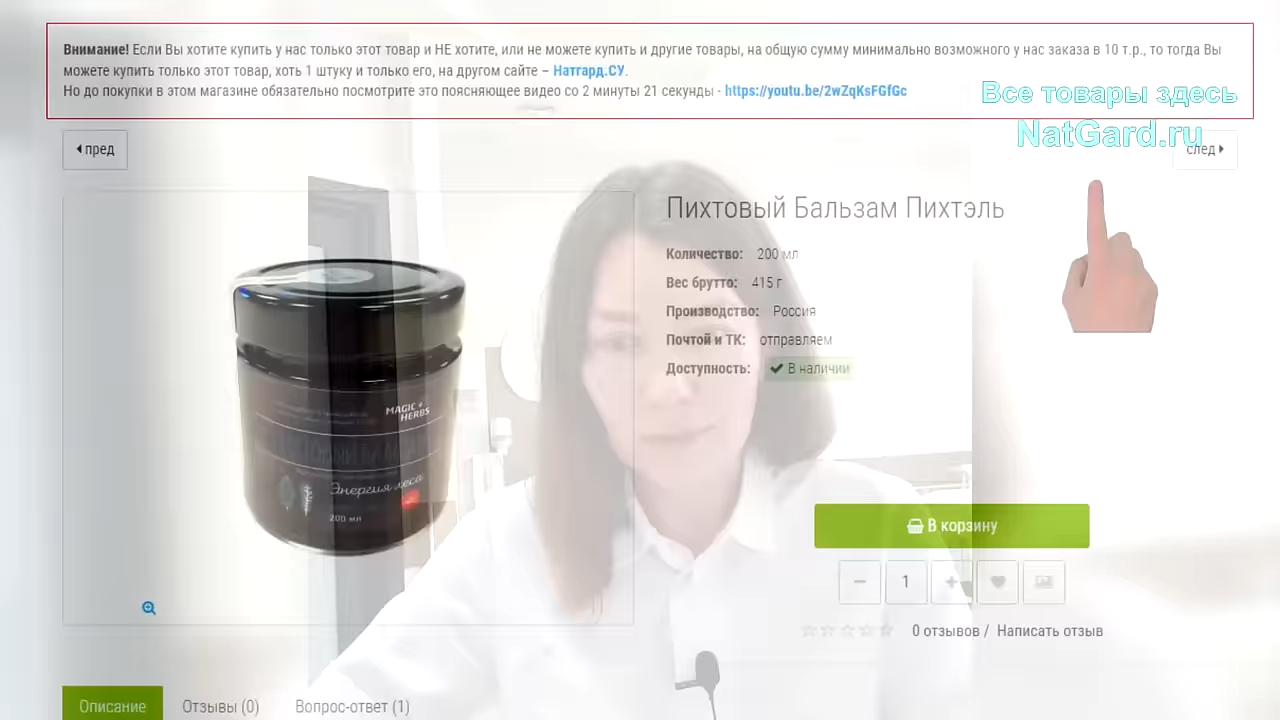 Внимание! Если Вы хотите купить у нас только этот товар и НЕ хотите, или не можете купить и другие товары, на общую сумму минимально возможного у нас заказа в 10 т.р., то тогда Вы
можете купить только этот товар, хоть 1 штуку и только его, на другом сайте – Натгард.СУ.
Но до покупки в этом магазине обязательно посмотрите это поясняющее видео со 2 минуты 21 секунды - https://youtu.be/2wZqKsFGfGc
Все товары здесь
NatGard.ru
пред
след
Пихтовый Бальзам Пихтэль
Количество: 200 мл
Вес брутто: 415 г
Производство: Россия
Почтой и ТК: отправляем
Доступность: В наличии
MAGIC
HERBS
Энергия леса
200 мл
В корзину
1
0 отзывов / Написать отзыв
Описание Отзывы (0) Вопрос-ответ (1)